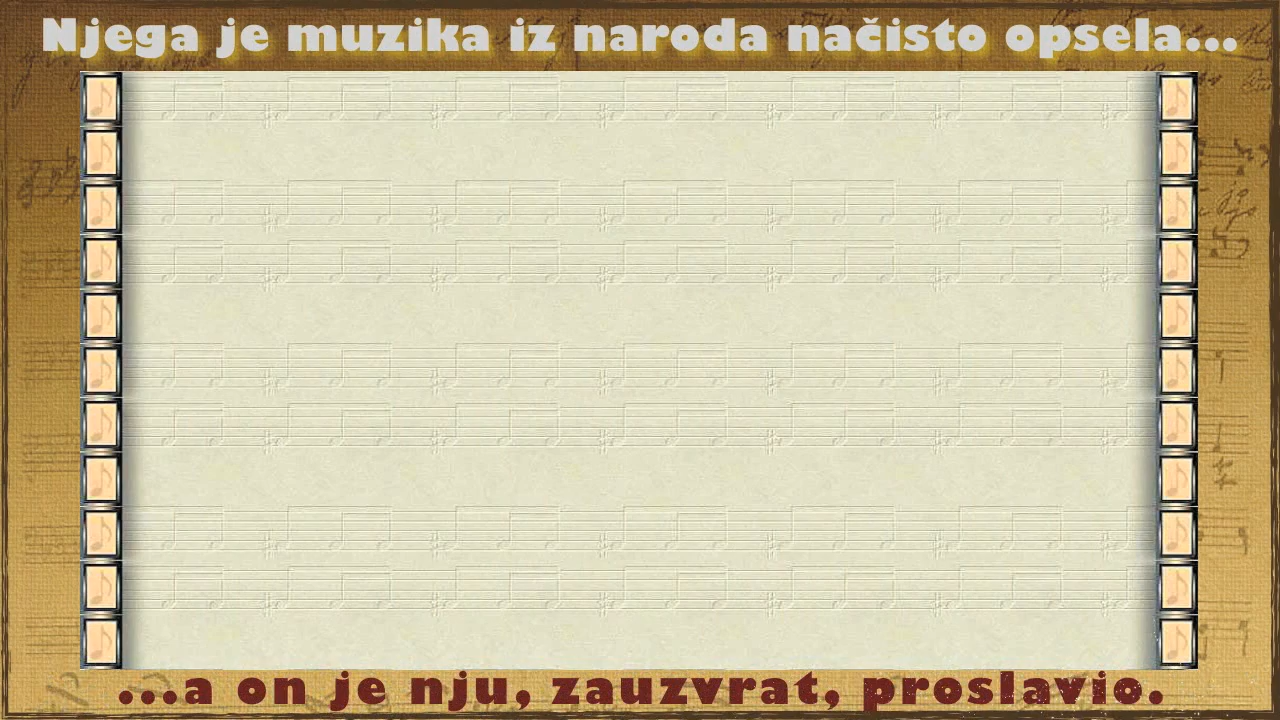 Njega je muzika iz naroda načisto opsela...
...a on je nju, zauzvrat, proslavio.